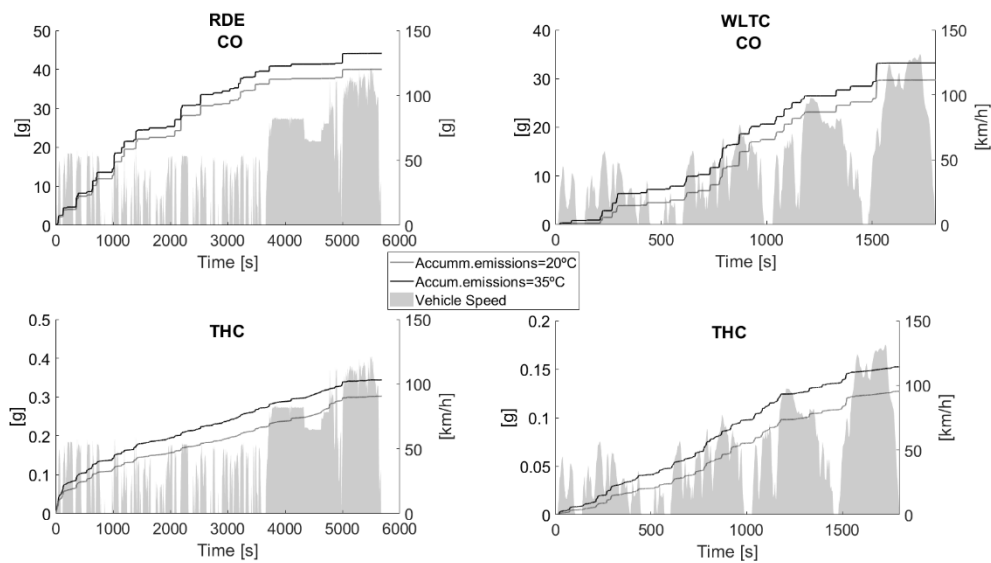 RDE
CO
50
40
30
20
10
0
[g]
150
100
50
0
[g]
0 1000 2000 3000 4000 5000 6000
Time [s]
WLTC
CO
40
30
20
10
0
[g]
150
100
50
0
[km/h]
0 500 1000 1500
Time [s]
Accumm.emissions=20ºC
Accum.emissions=35ºC
Vehicle Speed
THC
0.5
0.4
0.3
0.2
0.1
0
[g]
150
100
50
0
[km/h]
0 1000 2000 3000 4000 5000 6000
Time [s]
THC
0.2
0.15
0.1
0.05
0
[g]
150
100
50
0
[km/h]
0 500 1000 1500
Time [s]